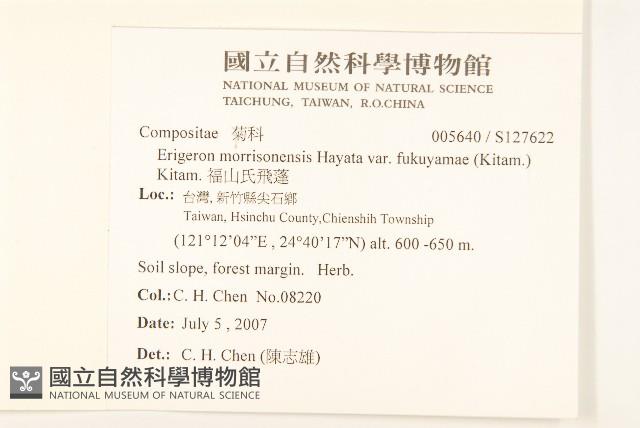 國立自然科學博物館
NATIONAL MUSEUM OF NATURAL SCIENCE
TAICHUNG, TAIWAN, R.O.CHINA
Compositae 菊科 005640 / S127622
Erigeron morrisonensis Hayata var. fukuyamae (Kitam.)
Kitam. 福山氏飛蓬
Loc.: 台灣, 新竹縣尖石鄉
Taiwan, Hsinchu County,Chienshih Township
(121°12’04”E , 24°40’17”N) alt. 600 -650 m.
Soil slope, forest margin. Herb.
Col.: C. H. Chen No.08220
Date: July 5 , 2007
Det.: C. H. Chen (陳志雄)
國立自然科學博物館
NATIONAL MUSEUM OF NATURAL SCIENCE